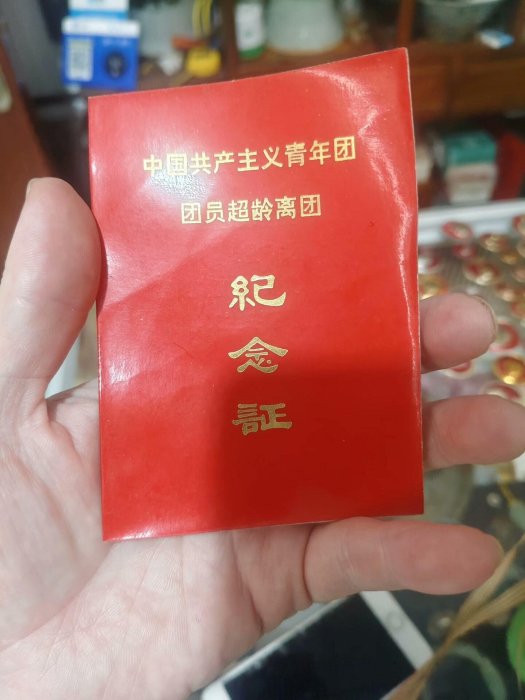 中国共产主义青年团
团员超龄离团
紀
念
証